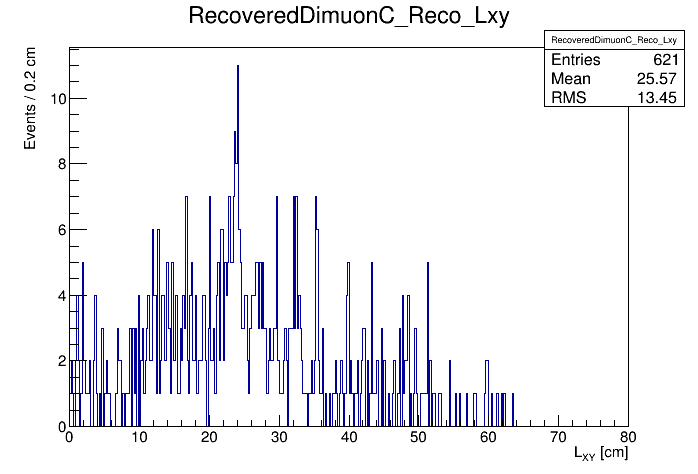 RecoveredDimuonC_Reco_Lxy
RecoveredDimuonC_Reco_Lxy
Entries 621
Mean 25.57
RMS 13.45
Events / 0.2 cm
10
8
6
4
2
0
0 10 20 30 40 50 60 70 80
L_XY [cm]